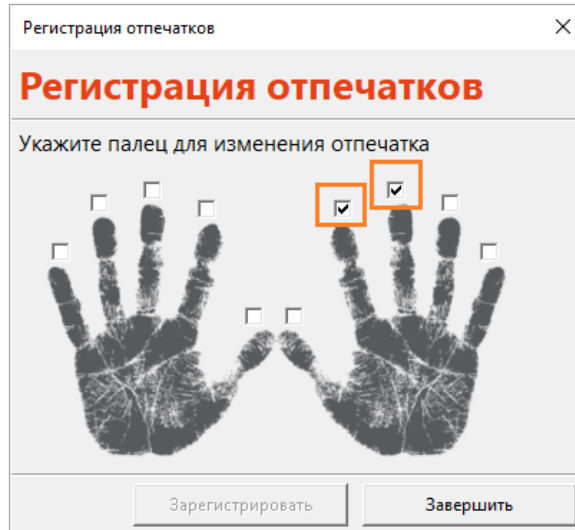 Регистрация отпечатков
Регистрация отпечатков
Укажите палец для изменения отпечатка
Зарегистрировать
Завершить